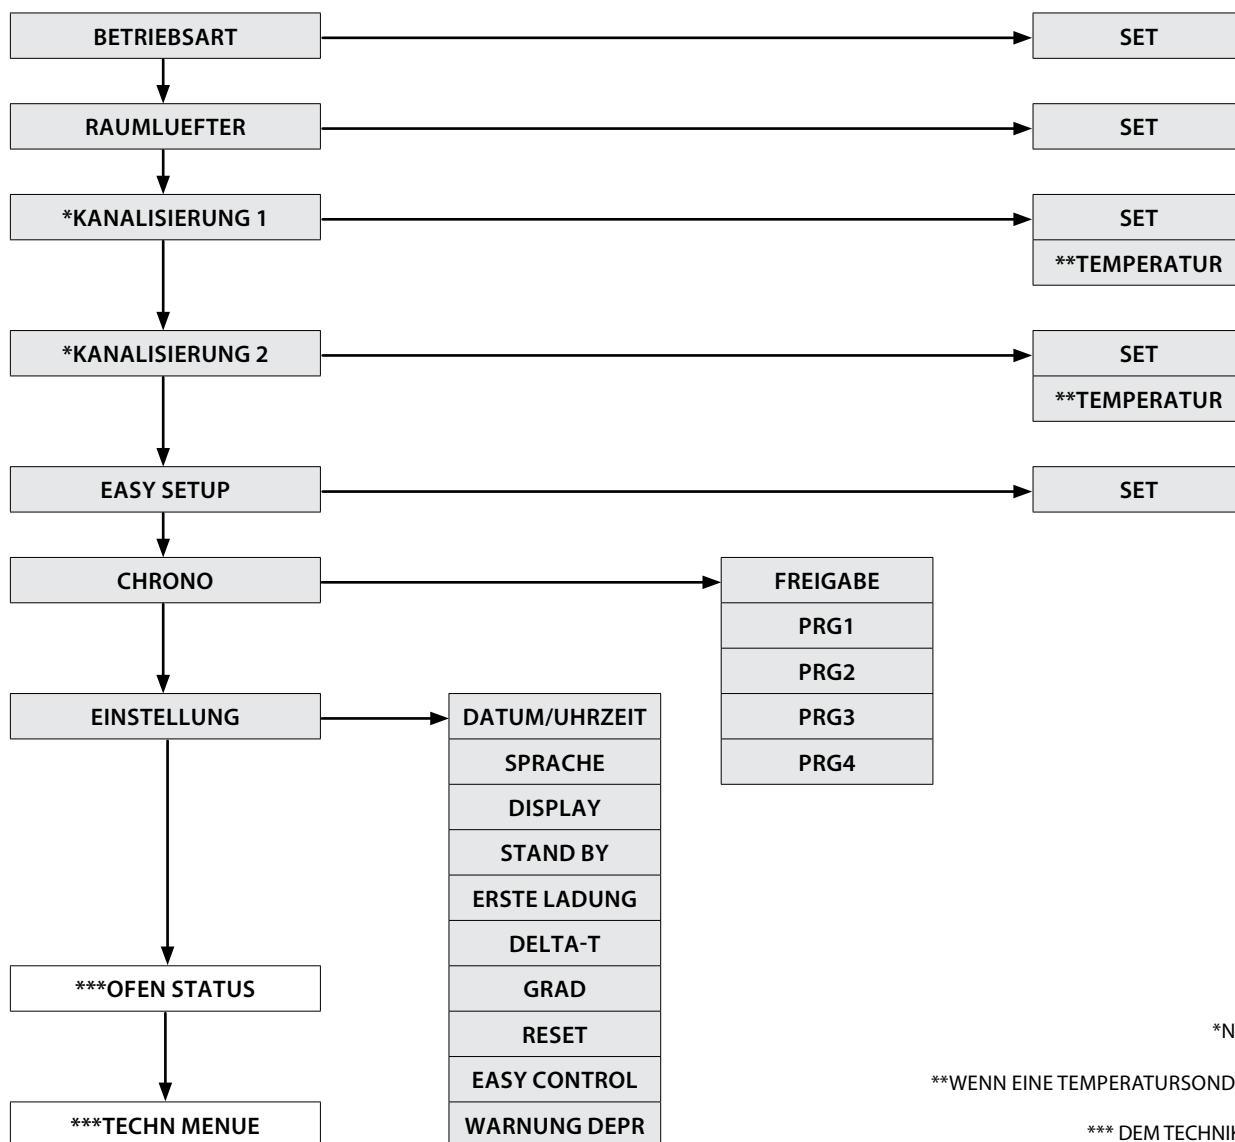 BETRIEBSART
SET
RAUMLUEFTER
SET
*KANALISIERUNG 1
SET
**TEMPERATUR
*KANALISIERUNG 2
SET
**TEMPERATUR
EASY SETUP
SET
CHRONO
FREIGABE
PRG1
PRG2
PRG3
PRG4
EINSTELLUNG
DATUM/UHRZEIT
SPRACHE
DISPLAY
STAND BY
ERSTE LADUNG
DELTA-T
GRAD
RESET
EASY CONTROL
WARNUNG DEPR
***OFEN STATUS
***TECHN MENUE
*N
**WENN EINE TEMPERATURSOND
*** DEM TECHNIK